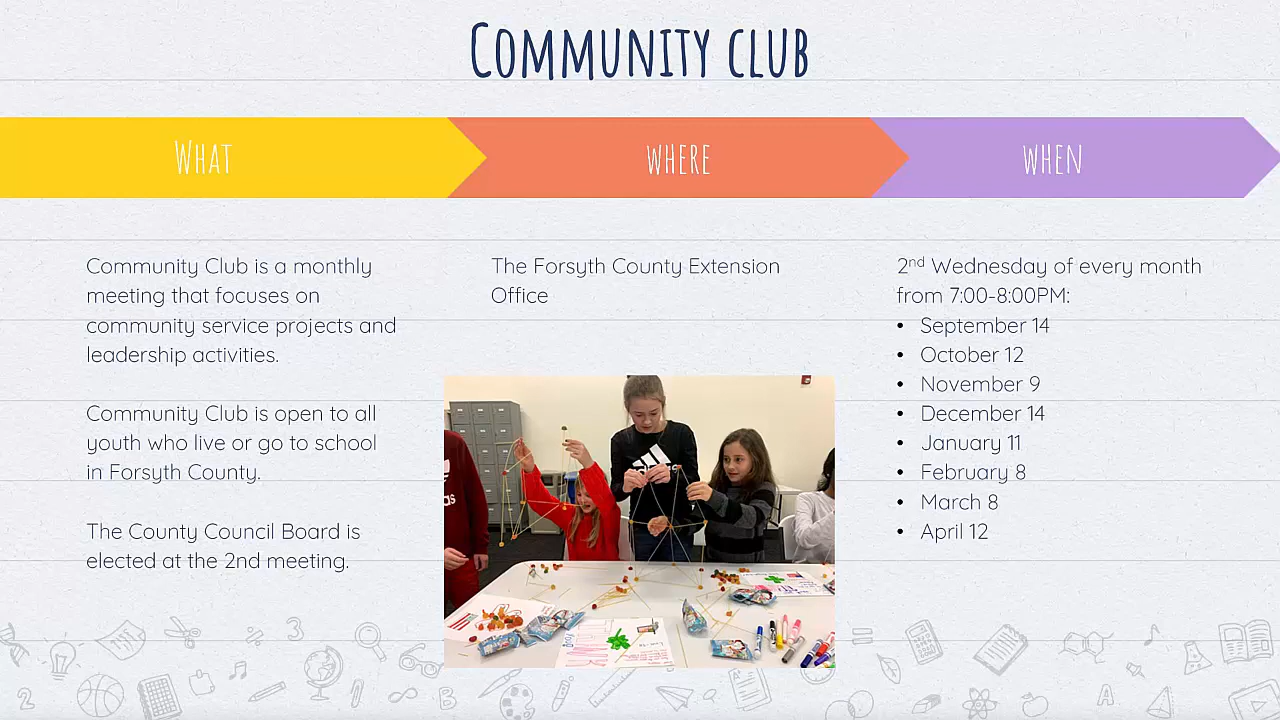 Community club
What
where
when
Community Club is a monthly
meeting that focuses on
community service projects and
leadership activities.
Community Club is open to all
youth who live or go to school
in Forsyth County.
The County Council Board is
elected at the 2nd meeting.
The Forsyth County Extension
Office
2nd Wednesday of every month
from 7:00-8:00PM:
• September 14
• October 12
• November 9
• December 14
• January 11
• February 8
• March 8
• April 12